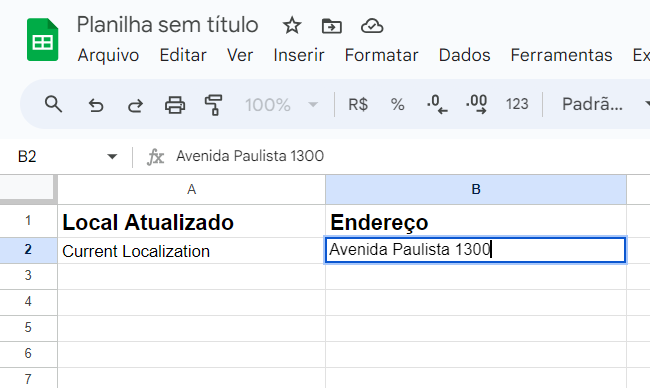 Planilha sem título
Arquivo Editar Ver Inserir Formatar Dados Ferramentas Ex
100% R$ % .0 .00 123 Padrã...
B2 fx Avenida Paulista 1300
A B
1 Local Atualizado Endereço
2 Current Localization Avenida Paulista 1300
3
4
5
6
7